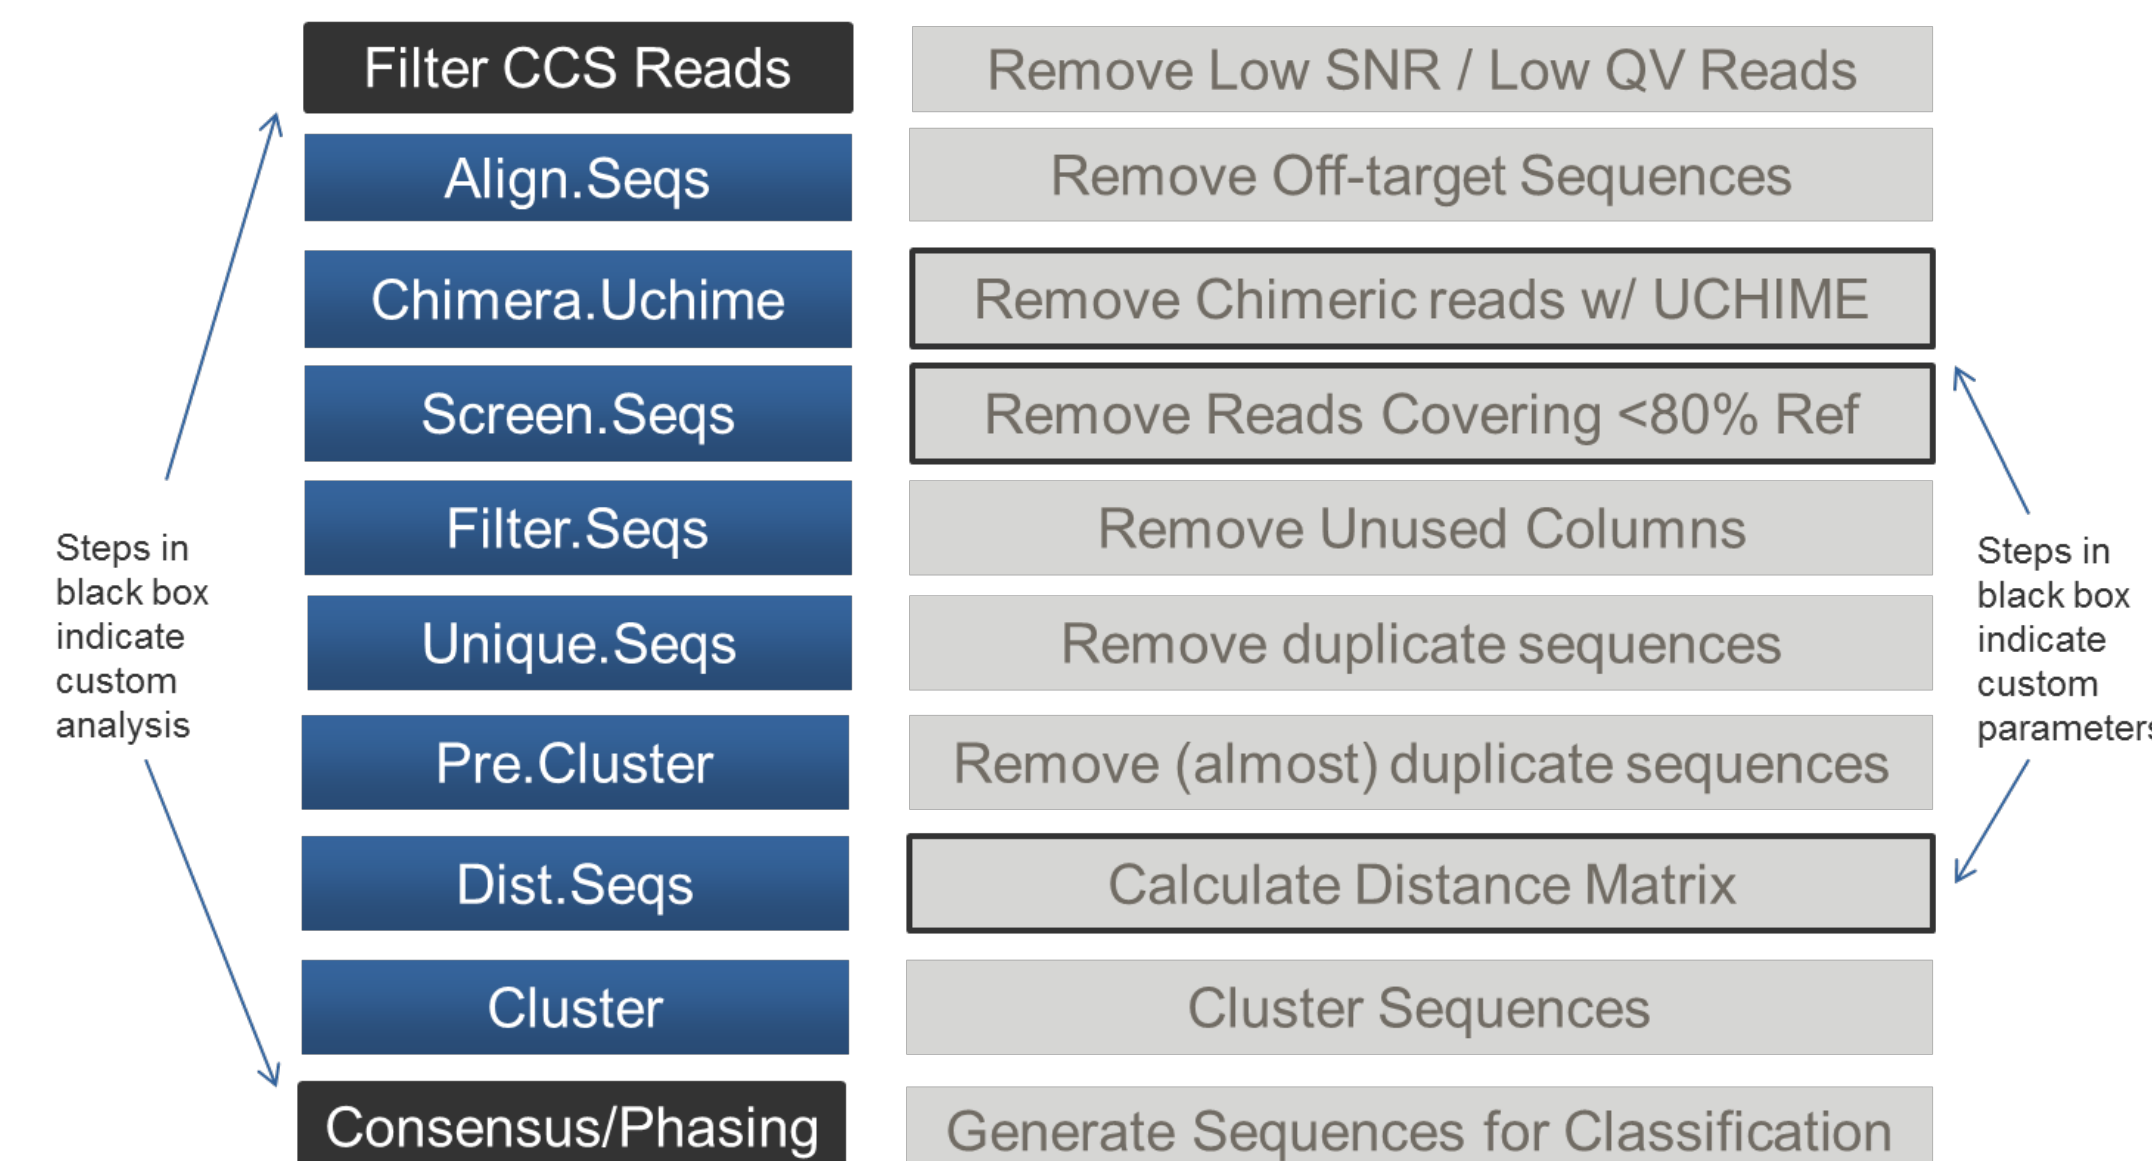 Filter CCS Reads
Remove Low SNR / Low QV Reads
Align.Seqs
Remove Off-target Sequences
Chimera.Uchime
Remove Chimeric reads w/ UCHIME
Screen.Seqs
Remove Reads Covering <80% Ref
Filter.Seqs
Remove Unused Columns
Unique.Seqs
Remove duplicate sequences
Pre.Cluster
Remove (almost) duplicate sequences
Dist.Seqs
Calculate Distance Matrix
Cluster
Cluster Sequences
Consensus/Phasing
Generate Sequences for Classification
Steps in
black box
indicate
custom
analysis
Steps in
black box
indicate
custom
parameters